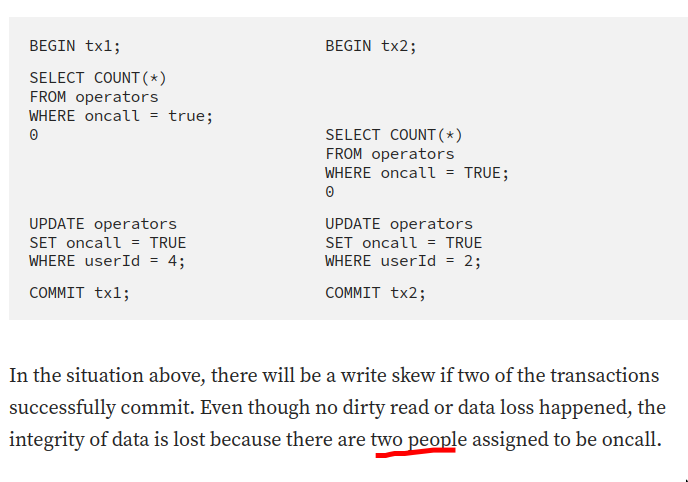 BEGIN tx1; BEGIN tx2;
SELECT COUNT(*)
FROM operators
WHERE oncall = true;
0 SELECT COUNT(*)
FROM operators
WHERE oncall = TRUE;
0
UPDATE operators UPDATE operators
SET oncall = TRUE SET oncall = TRUE
WHERE userId = 4; WHERE userId = 2;
COMMIT tx1; COMMIT tx2;
In the situation above, there will be a write skew if two of the transactions
successfully commit. Even though no dirty read or data loss happened, the
integrity of data is lost because there are two people assigned to be oncall.